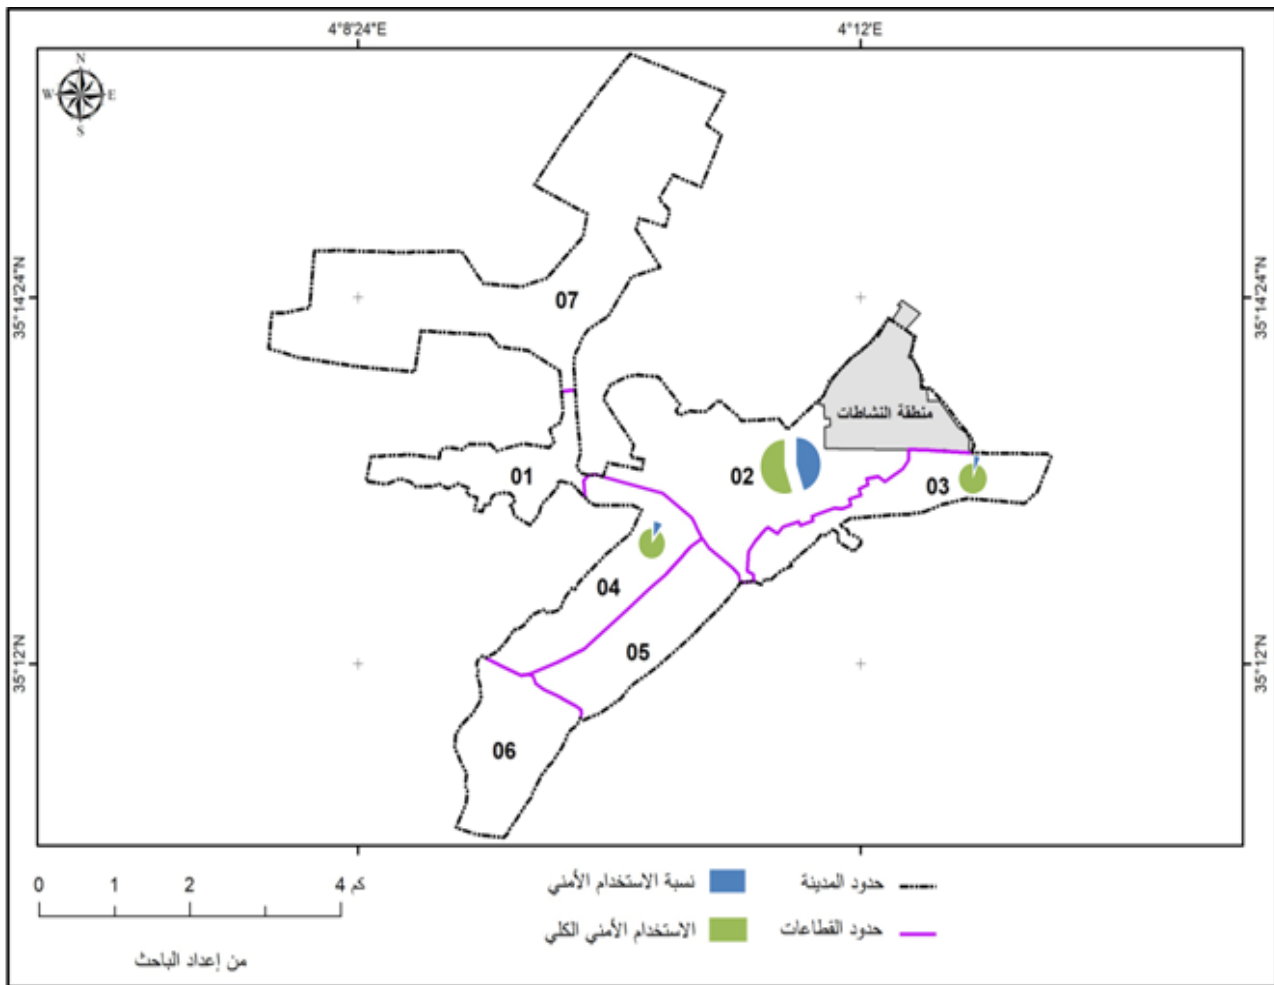 4°8'24"E
4°12'E
N
W E
S
35°14'24"N
35°14'24"N
07
منطقة النشاطات
01
02
03
04
05
35°12'N
35°12'N
06
0 1 2 4 كم
نسبة الاستخدام الأمني
حدود المدينة
الاستخدام الأمني الكلي
حدود القطاعات
من إعداد الباحث